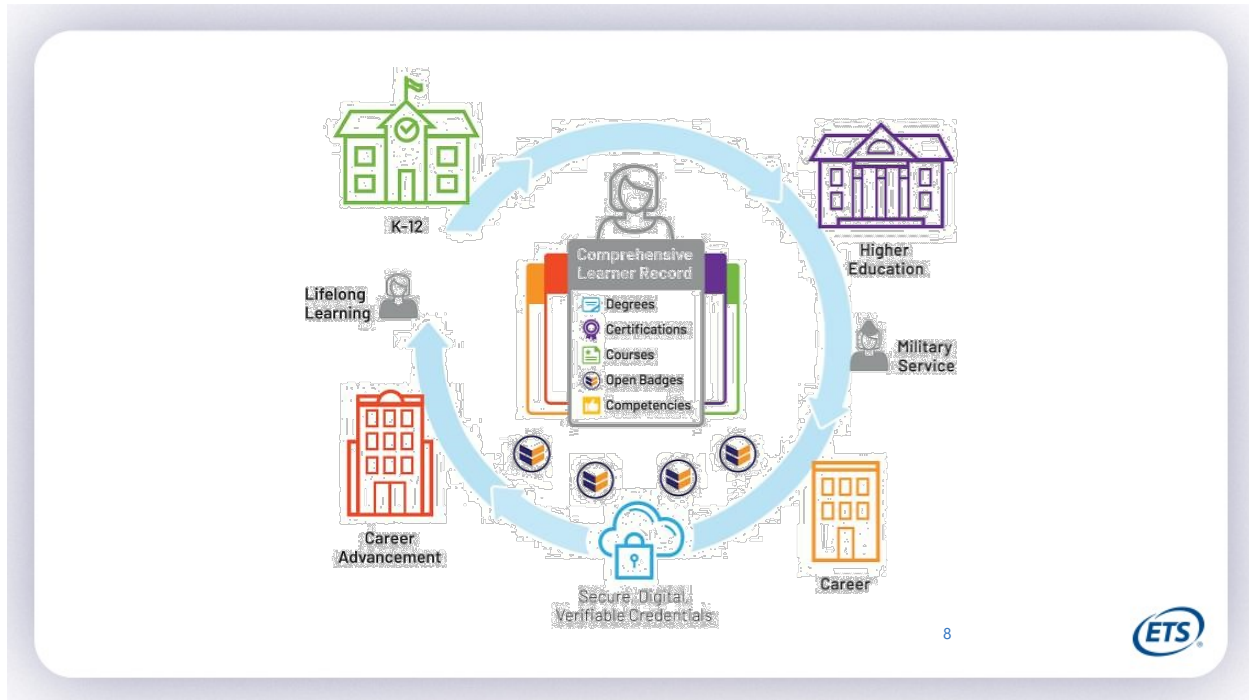 K-12
Higher
Education
Comprehensive
Learner Record
Degrees
Certifications
Courses
Open Badges
Competencies
Lifelong
Learning
Military
Service
Career
Advancement
Career
Secure, Digital,
Verifiable Credentials
8
ETS®